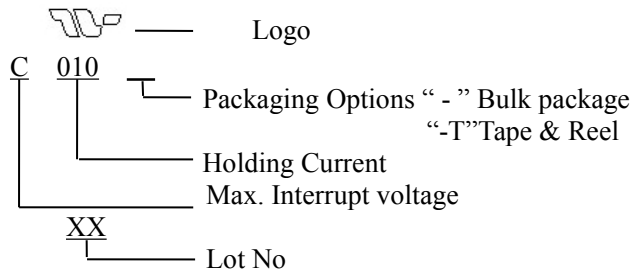 Logo
C 010
Packaging Options “ - ” Bulk package
“-T”Tape & Reel
Holding Current
Max. Interrupt voltage
XX
Lot No